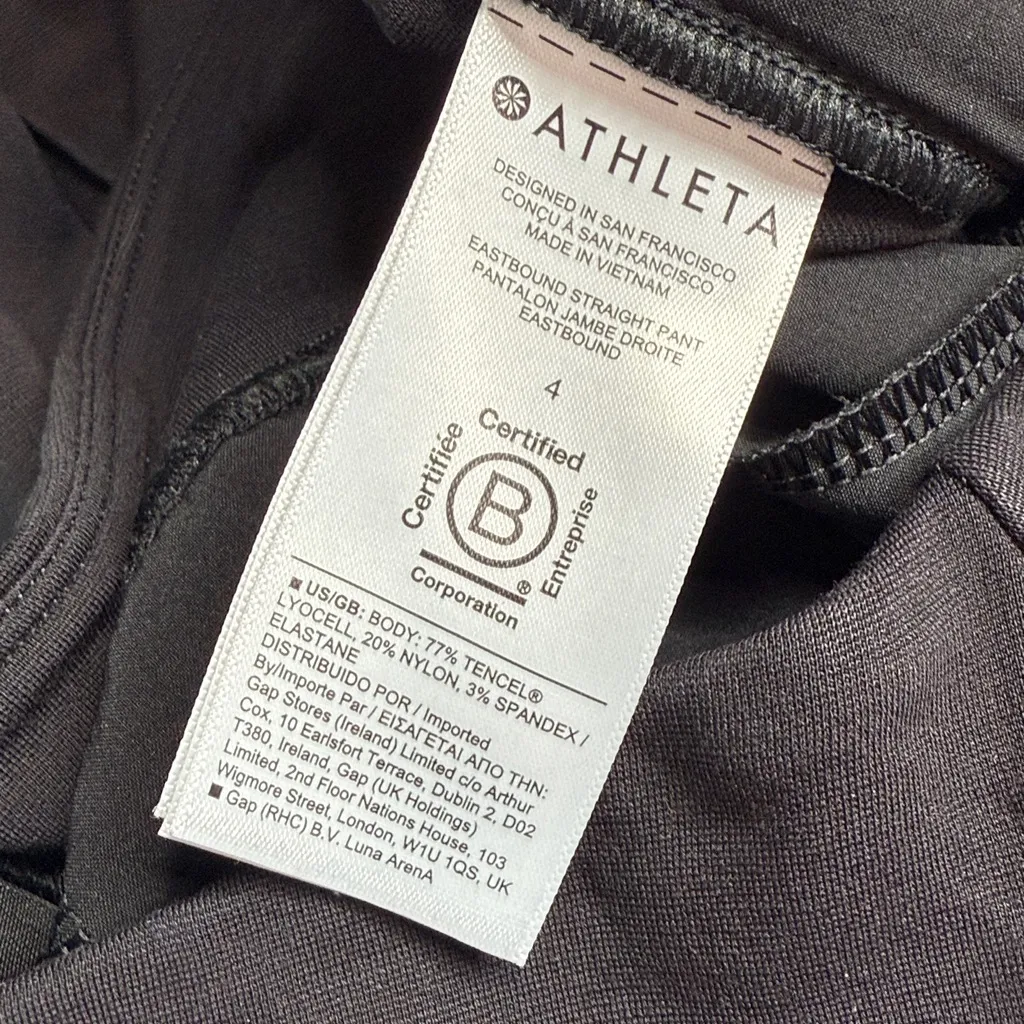 ATHLETA
DESIGNED IN SAN FRANCISCO
CONÇU À SAN FRANCISCO
MADE IN VIETNAM
EASTBOUND STRAIGHT PANT
PANTALON JAMBE DROITE
EASTBOUND
4
Certified
Certifiée
B
Entreprise
®
Corporation
■ US/GB: BODY: 77% TENCEL®
LYOCELL, 20% NYLON, 3% SPANDEX /
ELASTANE
DISTRIBUIDO POR / Imported
By/Importe Par / ΕΙΣΑΓΕΤΑΙ ΑΠΟ ΤΗΝ:
Gap Stores (Ireland) Limited c/o Arthur
Cox, 10 Earlsfort Terrace, Dublin 2, D02
T380, Ireland, Gap (UK Holdings)
Limited, 2nd Floor Nations House, 103
Wigmore Street, London, W1U 1QS, UK
■ Gap (RHC) B.V. Luna ArenA